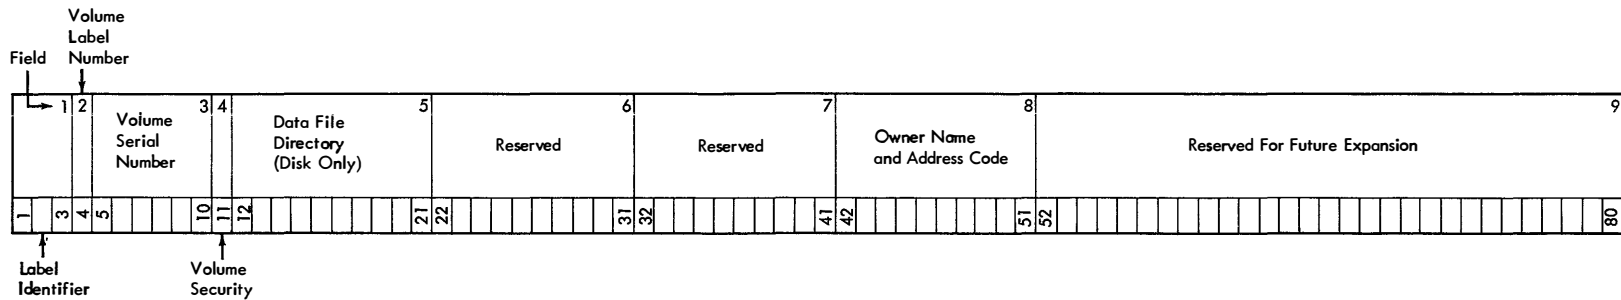 Volume
Label
Number
Field
1 2 3 4 5 6 7 8 9
Volume
Serial
Number
Data File
Directory
(Disk Only)
Reserved
Reserved
Owner Name
and Address Code
Reserved For Future Expansion
1 3 4 5 10 11 12 21 22 31 32 41 42 51 52 80
Label
Identifier
Volume
Security